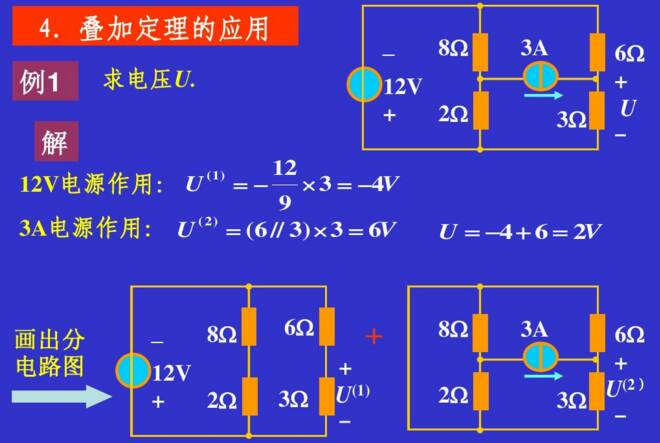 4. 叠加定理的应用
例1 求电压U.
− 8Ω 3A 6Ω
12V + U
+ 2Ω 3Ω −
解
12V电源作用: U⁽¹⁾ = −12/9 ×3 = −4V
3A电源作用: U⁽²⁾ = (6 // 3)×3 = 6V U = −4+6 = 2V
画出分
电路图
− 8Ω 6Ω
12V +
+ 2Ω 3Ω U⁽¹⁾
−
+
8Ω 3A 6Ω
+
2Ω 3Ω U⁽²⁾
−